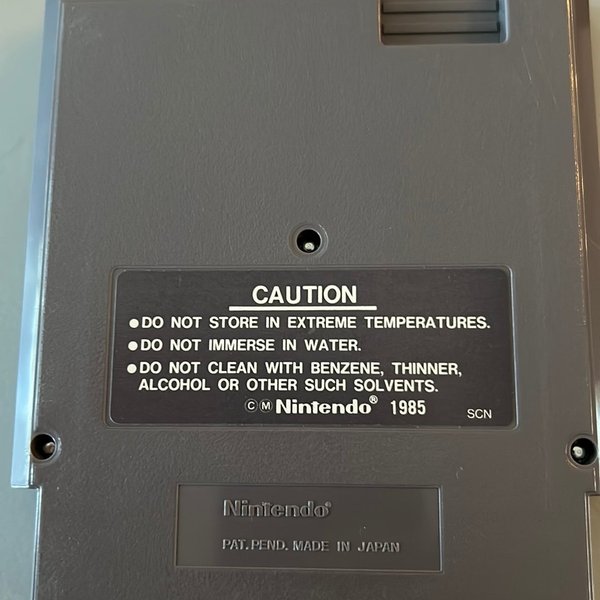 CAUTION
●DO NOT STORE IN EXTREME TEMPERATURES.
●DO NOT IMMERSE IN WATER.
●DO NOT CLEAN WITH BENZENE, THINNER,
ALCOHOL OR OTHER SUCH SOLVENTS.
ⒸⓂNintendo® 1985 SCN
Nintendo®
PAT. PEND. MADE IN JAPAN